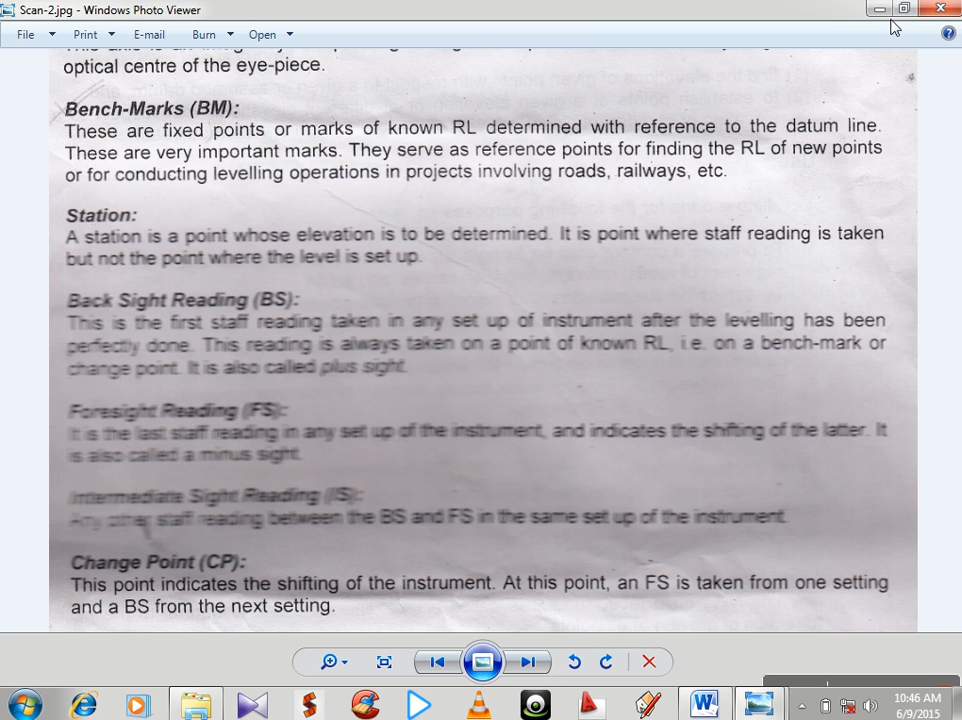 Scan-2.jpg - Windows Photo Viewer
File Print E-mail Burn Open
optical centre of the eye-piece.
Bench-Marks (BM):
These are fixed points or marks of known RL determined with reference to the datum line.
These are very important marks. They serve as reference points for finding the RL of new points
or for conducting levelling operations in projects involving roads, railways, etc.
Station:
A station is a point whose elevation is to be determined. It is point where staff reading is taken
but not the point where the level is set up.
Back Sight Reading (BS):
This is the first staff reading taken in any set up of instrument after the levelling has been
perfectly done. This reading is always taken on a point of known RL, i.e. on a bench-mark or
change point. It is also called plus sight.
Foresight Reading (FS):
It is the last staff reading in any set up of the instrument, and indicates the shifting of the latter. It
is also called a minus sight.
Intermediate Sight Reading (IS):
Any other staff reading between the BS and FS in the same set up of the instrument.
Change Point (CP):
This point indicates the shifting of the instrument. At this point, an FS is taken from one setting
and a BS from the next setting.
10:46 AM
6/9/2015